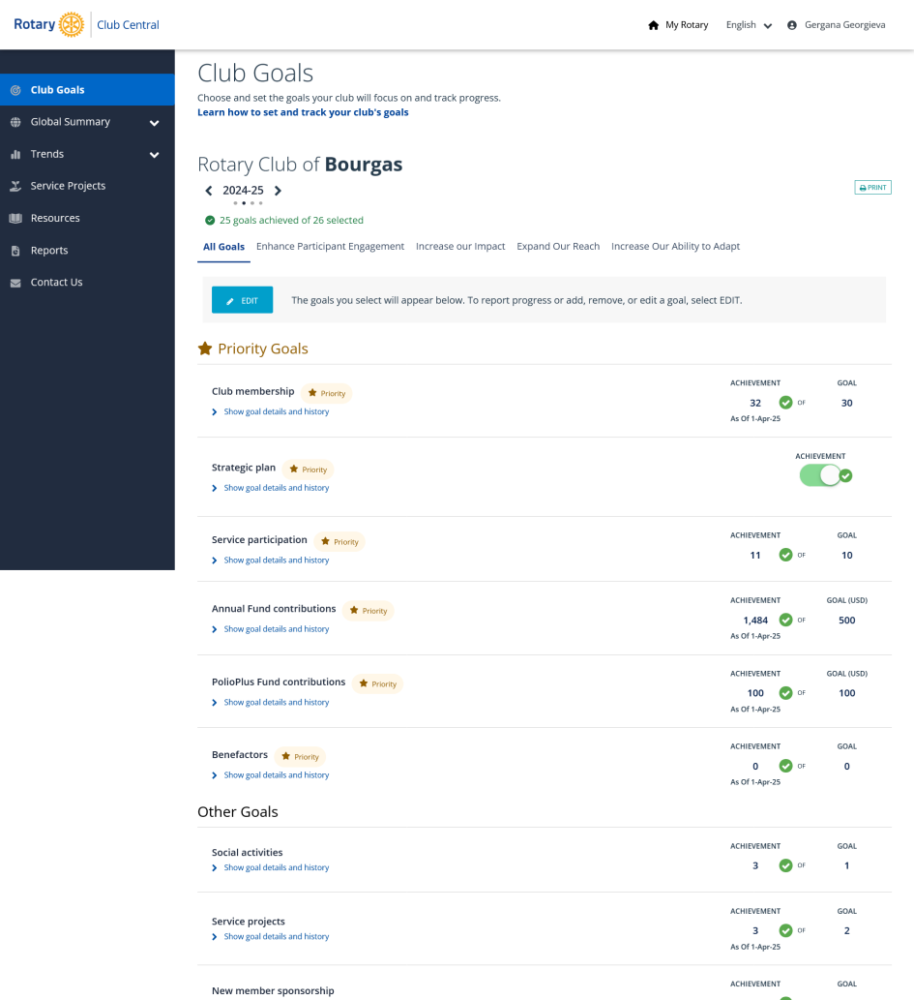 Rotary Club Central
My Rotary English Gergana Georgieva
Club Goals
Global Summary
Trends
Service Projects
Resources
Reports
Contact Us
Club Goals
Choose and set the goals your club will focus on and track progress.
Learn how to set and track your club's goals
Rotary Club of Bourgas
2024-25
PRINT
25 goals achieved of 26 selected
All Goals Enhance Participant Engagement Increase our Impact Expand Our Reach Increase Our Ability to Adapt
EDIT The goals you select will appear below. To report progress or add, remove, or edit a goal, select EDIT.
Priority Goals
Club membership Priority
Show goal details and history
ACHIEVEMENT GOAL
32 OF 30
As Of 1-Apr-25
Strategic plan Priority
Show goal details and history
ACHIEVEMENT
Service participation Priority
Show goal details and history
ACHIEVEMENT GOAL
11 OF 10
Annual Fund contributions Priority
Show goal details and history
ACHIEVEMENT GOAL (USD)
1,484 OF 500
As Of 1-Apr-25
PolioPlus Fund contributions Priority
Show goal details and history
ACHIEVEMENT GOAL (USD)
100 OF 100
As Of 1-Apr-25
Benefactors Priority
Show goal details and history
ACHIEVEMENT GOAL
0 OF 0
As Of 1-Apr-25
Other Goals
Social activities
Show goal details and history
ACHIEVEMENT GOAL
3 OF 1
Service projects
Show goal details and history
ACHIEVEMENT GOAL
3 OF 2
As Of 1-Apr-25
New member sponsorship
ACHIEVEMENT GOAL